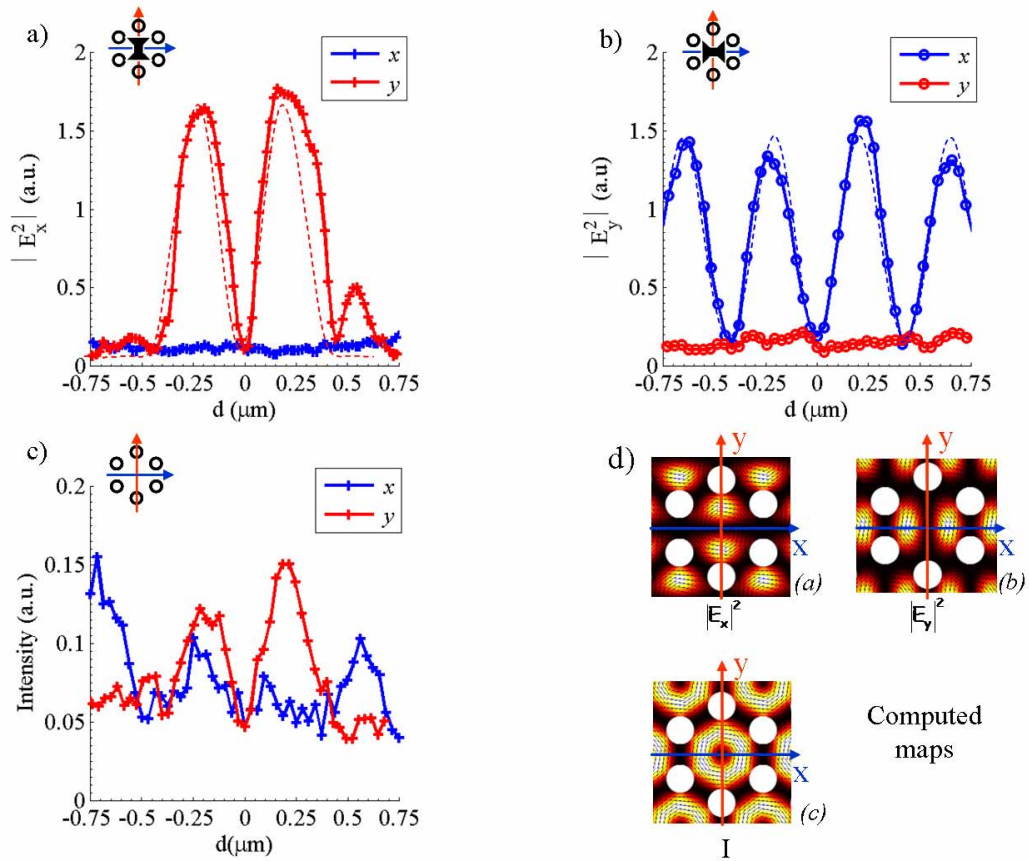 a)
x
y
| E_x^2 | (a.u.)
2
1.5
1
0.5
0
-0.75 -0.5 -0.25 0 0.25 0.5 0.75
d (μm)
b)
x
y
| E_y^2 | (a.u)
2
1.5
1
0.5
0
-0.75 -0.5 -0.25 0 0.25 0.5 0.75
d (μm)
c)
x
y
Intensity (a.u.)
0.2
0.15
0.1
0.05
0
-0.75 -0.5 -0.25 0 0.25 0.5 0.75
d(μm)
d)
y
x
(a)
|E_x|^2
y
x
(b)
|E_y|^2
y
x
(c)
I
Computed
maps